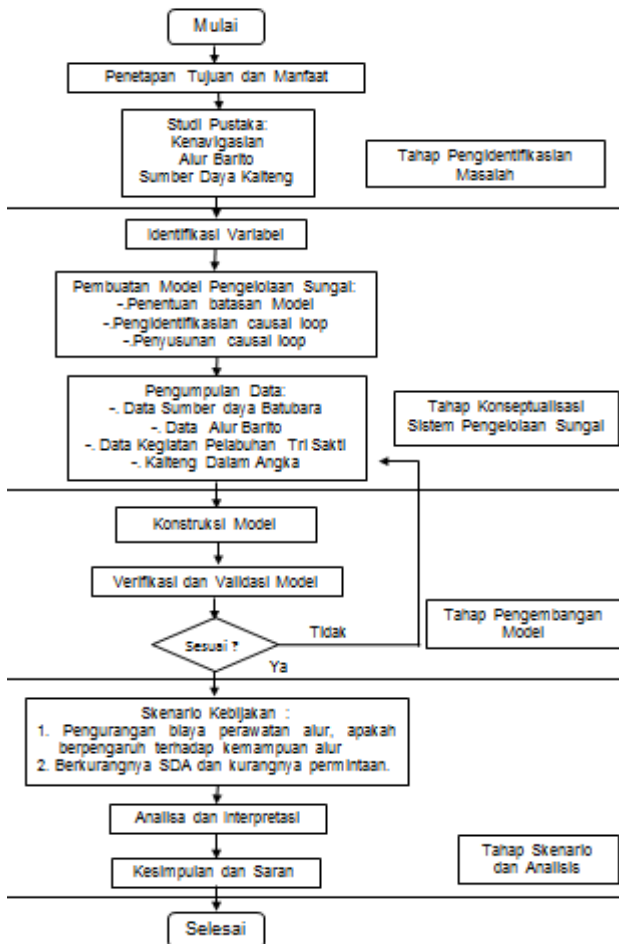 Mulai
Penetapan Tujuan dan Manfaat
Studi Pustaka:
Kenavigasian
Alur Barito
Sumber Daya Kalteng
Tahap Pengidentifikasian
Masalah
Identifikasi Variabel
Pembuatan Model Pengelolaan Sungai:
-.Penentuan batasan Model
-.Pengidentifikasian causal loop
-.Penyusunan causal loop
Pengumpulan Data:
-. Data Sumber daya Batubara
-. Data Alur Barito
-. Data Kegiatan Pelabuhan Tri Sakti
-. Kalteng Dalam Angka
Tahap Konseptualisasi
Sistem Pengelolaan Sungai
Konstruksi Model
Verifikasi dan Validasi Model
Sesuai ?
Tidak
Ya
Tahap Pengembangan
Model
Skenario Kebijakan :
1. Pengurangan biaya perawatan alur, apakah
berpengaruh terhadap kemampuan alur
2. Berkurangnya SDA dan kurangnya permintaan.
Analisa dan Interpretasi
Kesimpulan dan Saran
Tahap Skenario
dan Analisis
Selesai